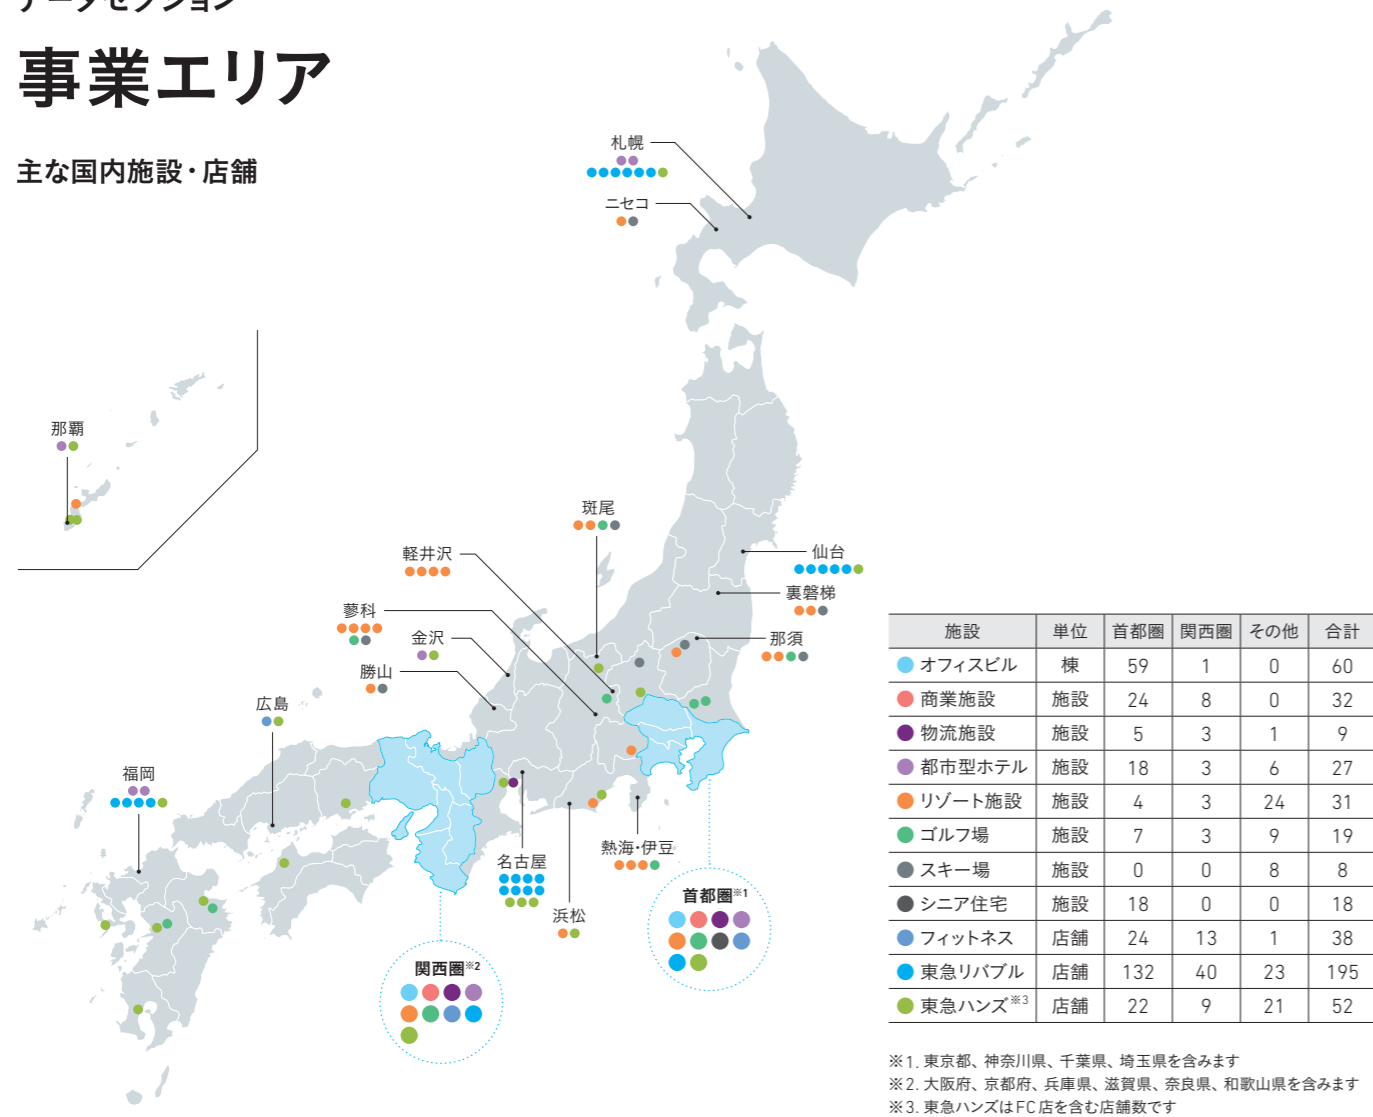 データセクション
事業エリア
主な国内施設・店舗
札幌
ニセコ
那覇
斑尾
軽井沢
仙台
蓼科
裏磐梯
金沢
那須
勝山
広島
福岡
名古屋
熱海・伊豆
浜松
首都圏※1
関西圏※2
施設 単位 首都圏 関西圏 その他 合計
オフィスビル 棟 59 1 0 60
商業施設 施設 24 8 0 32
物流施設 施設 5 3 1 9
都市型ホテル 施設 18 3 6 27
リゾート施設 施設 4 3 24 31
ゴルフ場 施設 7 3 9 19
スキー場 施設 0 0 8 8
シニア住宅 施設 18 0 0 18
フィットネス 店舗 24 13 1 38
東急リバブル 店舗 132 40 23 195
東急ハンズ※3 店舗 22 9 21 52
※1. 東京都、神奈川県、千葉県、埼玉県を含みます
※2. 大阪府、京都府、兵庫県、滋賀県、奈良県、和歌山県を含みます
※3. 東急ハンズはFC店を含む店舗数です